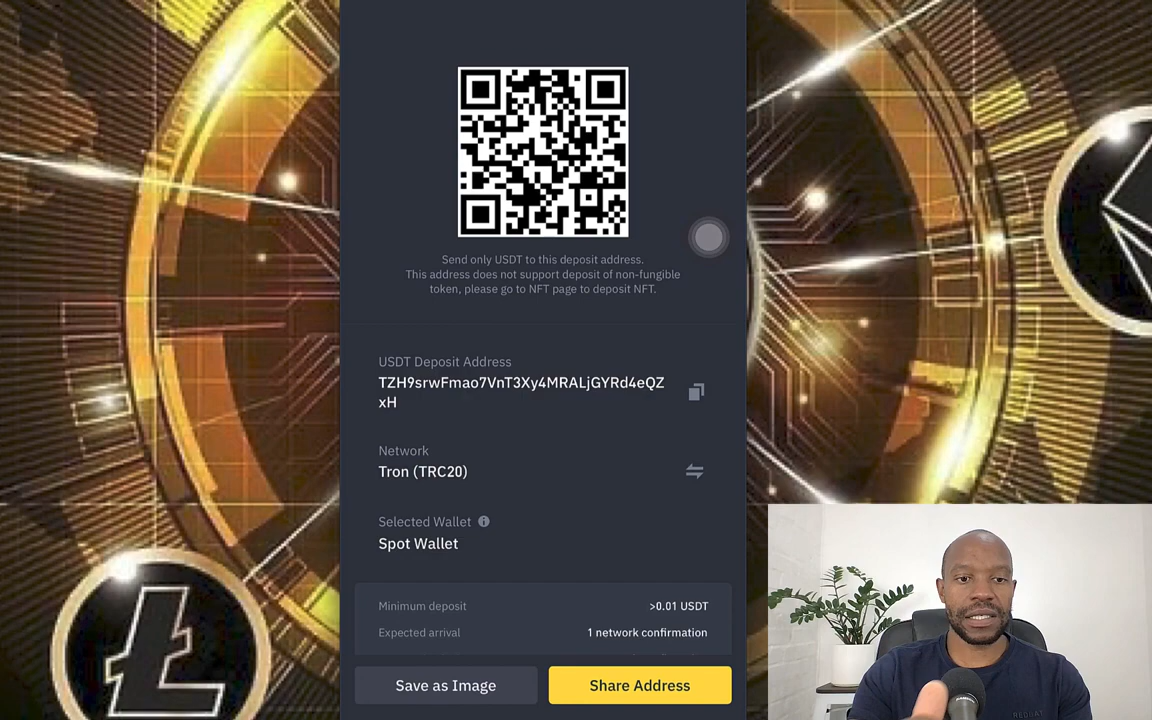 Send only USDT to this deposit address.
This address does not support deposit of non-fungible
token, please go to NFT page to deposit NFT.
USDT Deposit Address
TZH9srwFmao7VnT3Xy4MRALjGYRd4eQZ
xH
Network
Tron (TRC20)
Selected Wallet
Spot Wallet
Minimum deposit >0.01 USDT
Expected arrival 1 network confirmation
Save as Image Share Address